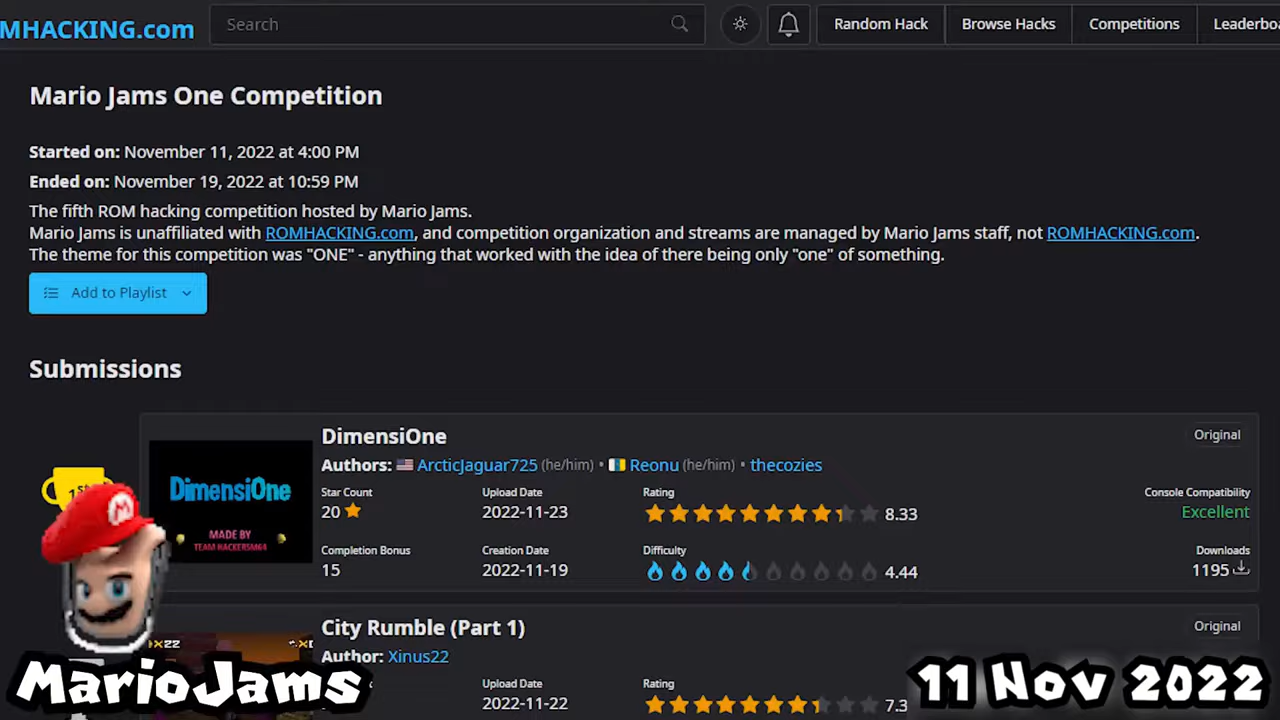 MHACKING.com
Search
Random Hack
Browse Hacks
Competitions
Leaderbo
Mario Jams One Competition
Started on: November 11, 2022 at 4:00 PM
Ended on: November 19, 2022 at 10:59 PM
The fifth ROM hacking competition hosted by Mario Jams.
Mario Jams is unaffiliated with ROMHACKING.com, and competition organization and streams are managed by Mario Jams staff, not ROMHACKING.com.
The theme for this competition was "ONE" - anything that worked with the idea of there being only "one" of something.
Add to Playlist
Submissions
1st
DimensiOne
MADE BY
TEAM HACKERSM64
DimensiOne
Original
Authors: ArcticJaguar725 (he/him) • Reonu (he/him) • thecozies
Star Count
Upload Date
Rating
Console Compatibility
20
2022-11-23
8.33
Excellent
Completion Bonus
Creation Date
Difficulty
Downloads
15
2022-11-19
4.44
1195
M
×22
City Rumble (Part 1)
Original
Author: Xinus22
Upload Date
Rating
2022-11-22
7.3
MarioJams
11 Nov 2022